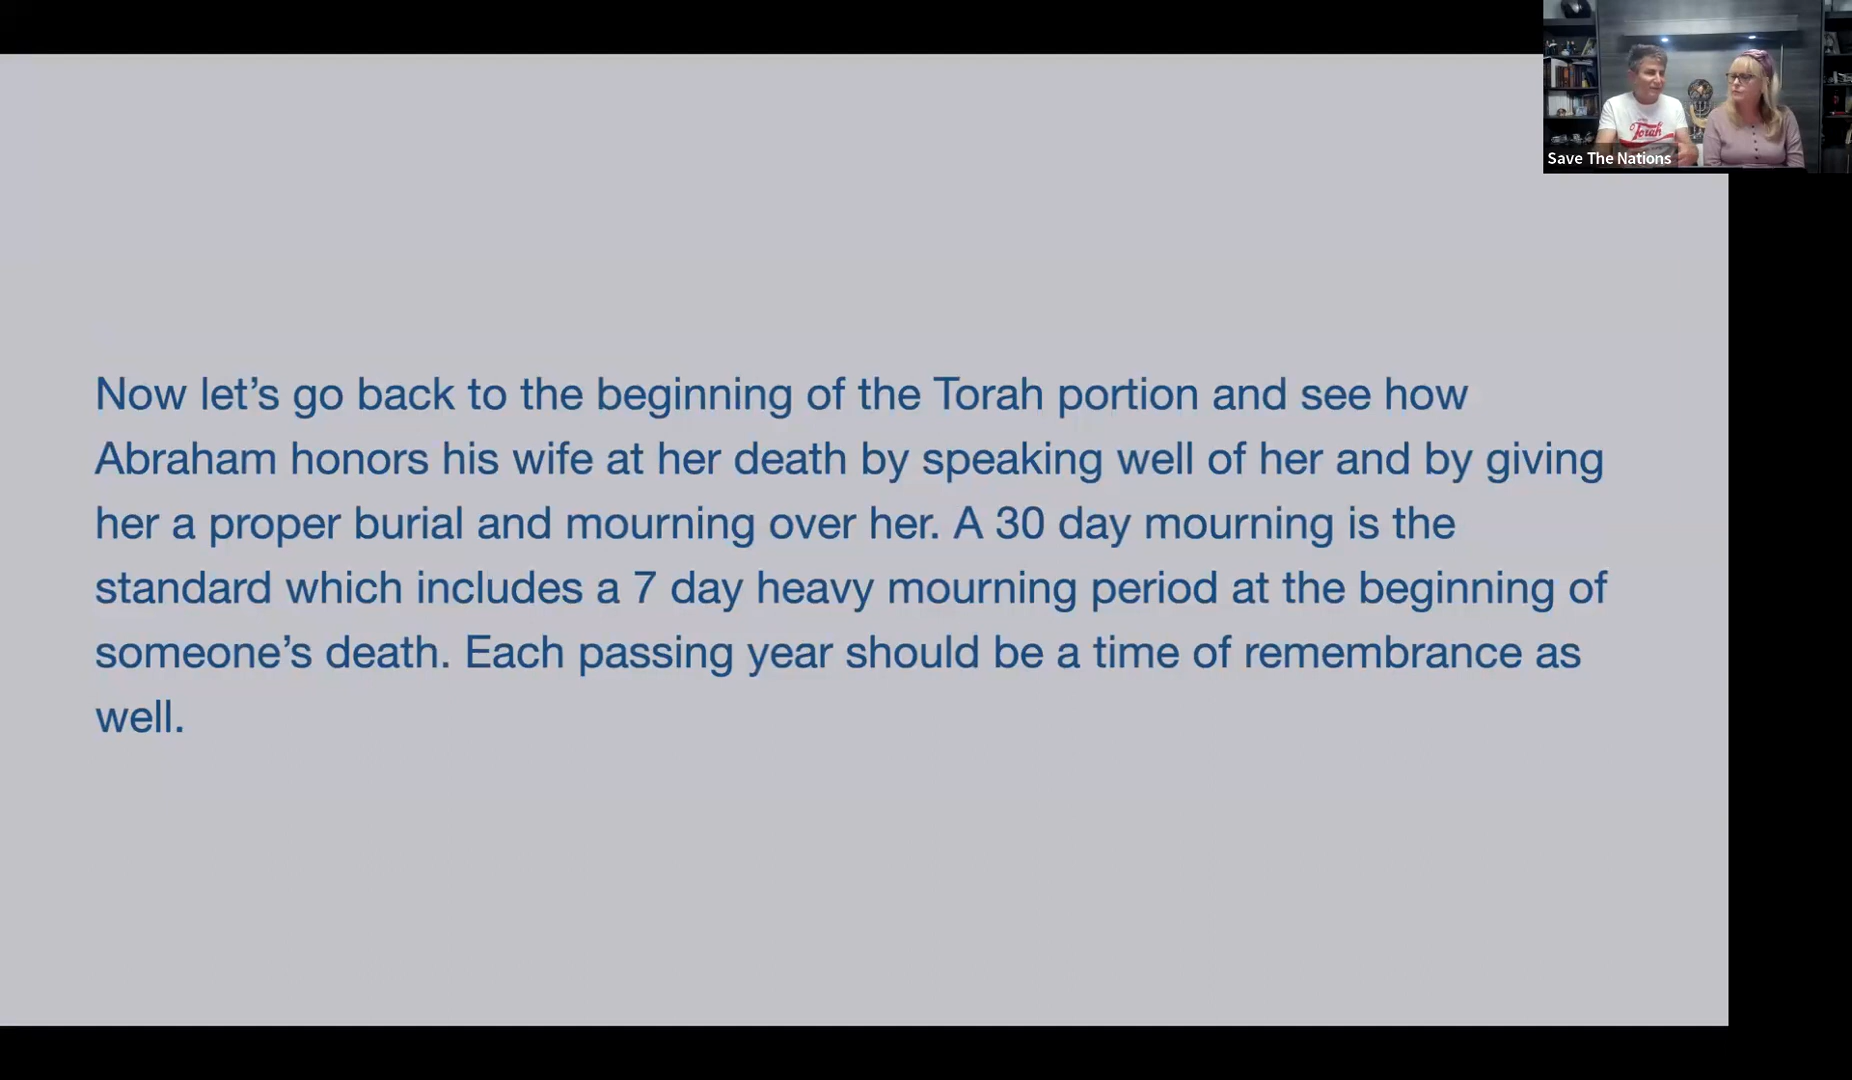 Torah
Save The Nations
Now let’s go back to the beginning of the Torah portion and see how
Abraham honors his wife at her death by speaking well of her and by giving
her a proper burial and mourning over her. A 30 day mourning is the
standard which includes a 7 day heavy mourning period at the beginning of
someone’s death. Each passing year should be a time of remembrance as
well.